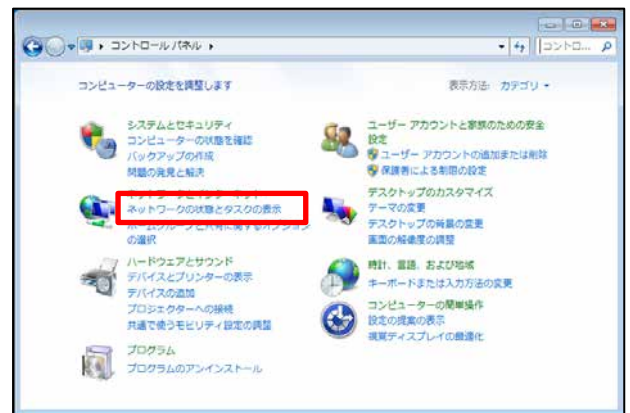 コントロール パネル
コントロ...
コンピューターの設定を調整します
表示方法: カテゴリ
システムとセキュリティ
コンピューターの状態を確認
バックアップの作成
問題の発見と解決
ネットワークの状態とタスクの表示
の選択
ハードウェアとサウンド
デバイスとプリンターの表示
デバイスの追加
プロジェクターへの接続
共通で使うモビリティ設定の調整
プログラム
プログラムのアンインストール
ユーザー アカウントと家族のための安全
設定
ユーザー アカウントの追加または削除
保護者による制限の設定
デスクトップのカスタマイズ
テーマの変更
デスクトップの背景の変更
画面の解像度の調整
時計、言語、および地域
キーボードまたは入力方法の変更
コンピューターの簡単操作
設定の提案の表示
視覚ディスプレイの最適化